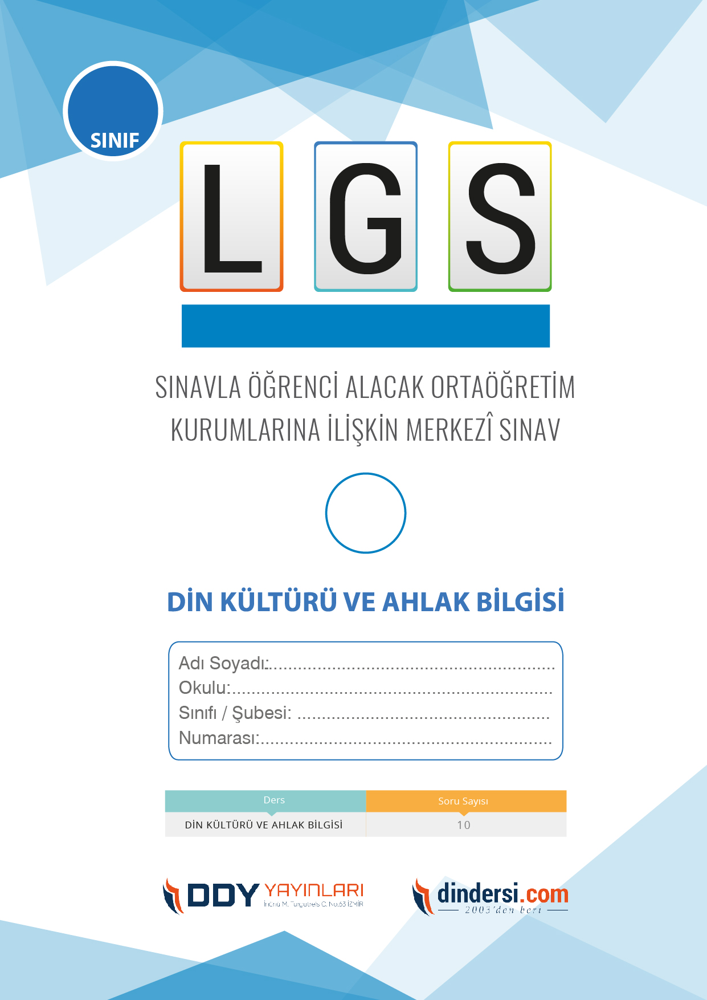 SINIF
L G S
SINAVLA ÖĞRENCİ ALACAK ORTAÖĞRETİM
KURUMLARINA İLİŞKİN MERKEZÎ SINAV
DİN KÜLTÜRÜ VE AHLAK BİLGİSİ
Adı Soyadı:...........................................................
Okulu:..................................................................
Sınıfı / Şubesi: ....................................................
Numarası:............................................................
Ders Soru Sayısı
DİN KÜLTÜRÜ VE AHLAK BİLGİSİ 10
DDY YAYINLARI
İnönü M. Turgutreis C. No.63 İZMİR
dindersi.com
2003'den beri